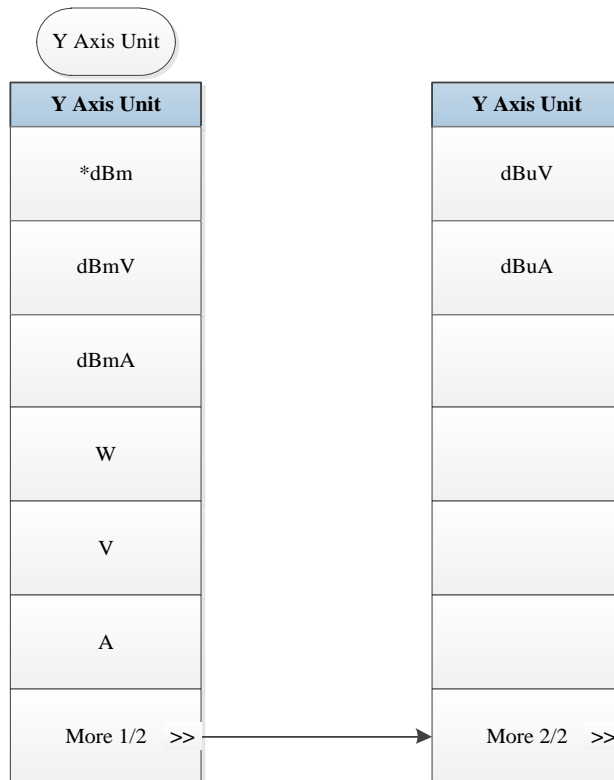 Y Axis Unit
Y Axis Unit
*dBm
dBmV
dBmA
W
V
A
More 1/2 >>
Y Axis Unit
dBuV
dBuA
More 2/2 >>